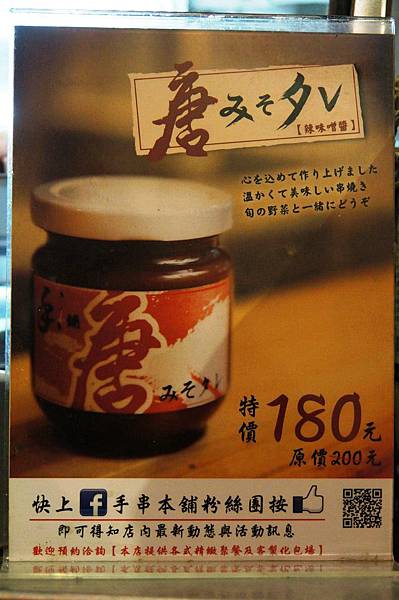 唐みそタレ
【辣味噌醬】
心を込めて作り上げました
温かくて美味しい串焼き
旬の野菜と一緒にどうぞ
唐
みそタレ
特價180元
原價200元
快上f手串本舖粉絲團按
即可得知店內最新動態與活動訊息
歡迎預約洽詢【本店提供各式精緻聚餐及客製化包場】